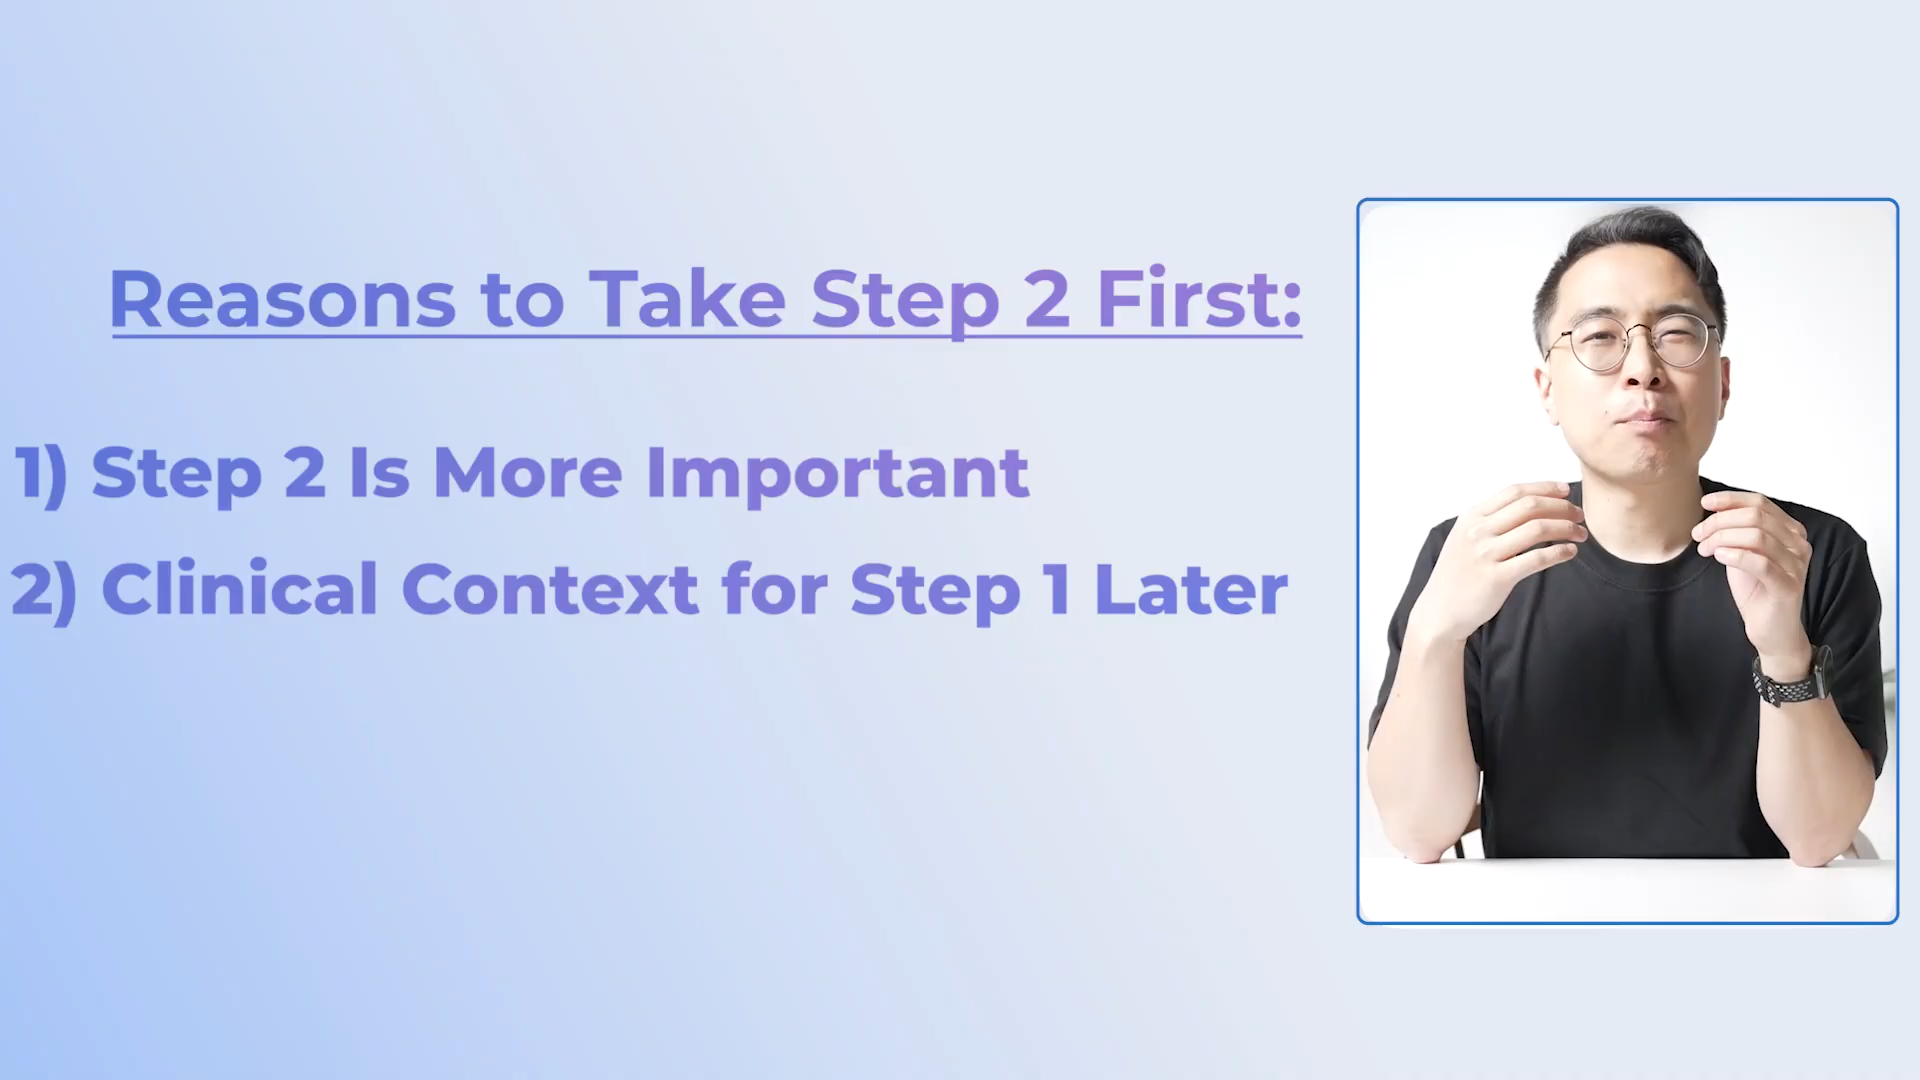 Reasons to Take Step 2 First:
1) Step 2 Is More Important
2) Clinical Context for Step 1 Later